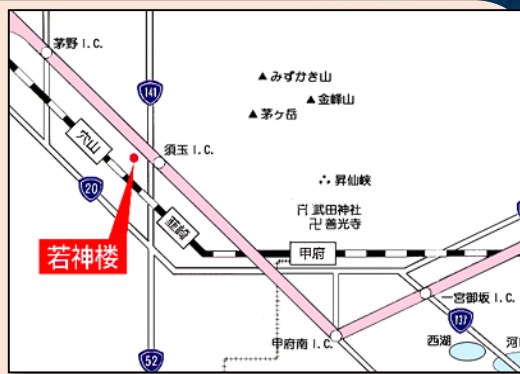 茅野 I.C.
141
▲みずかき山
▲金峰山
▲茅ヶ岳
穴山
須玉 I.C.
20
昇仙峡
武田神社
卍 善光寺
韮崎
若神楼
甲府
一宮御坂 I.C.
137
甲府南 I.C.
西湖
河
52